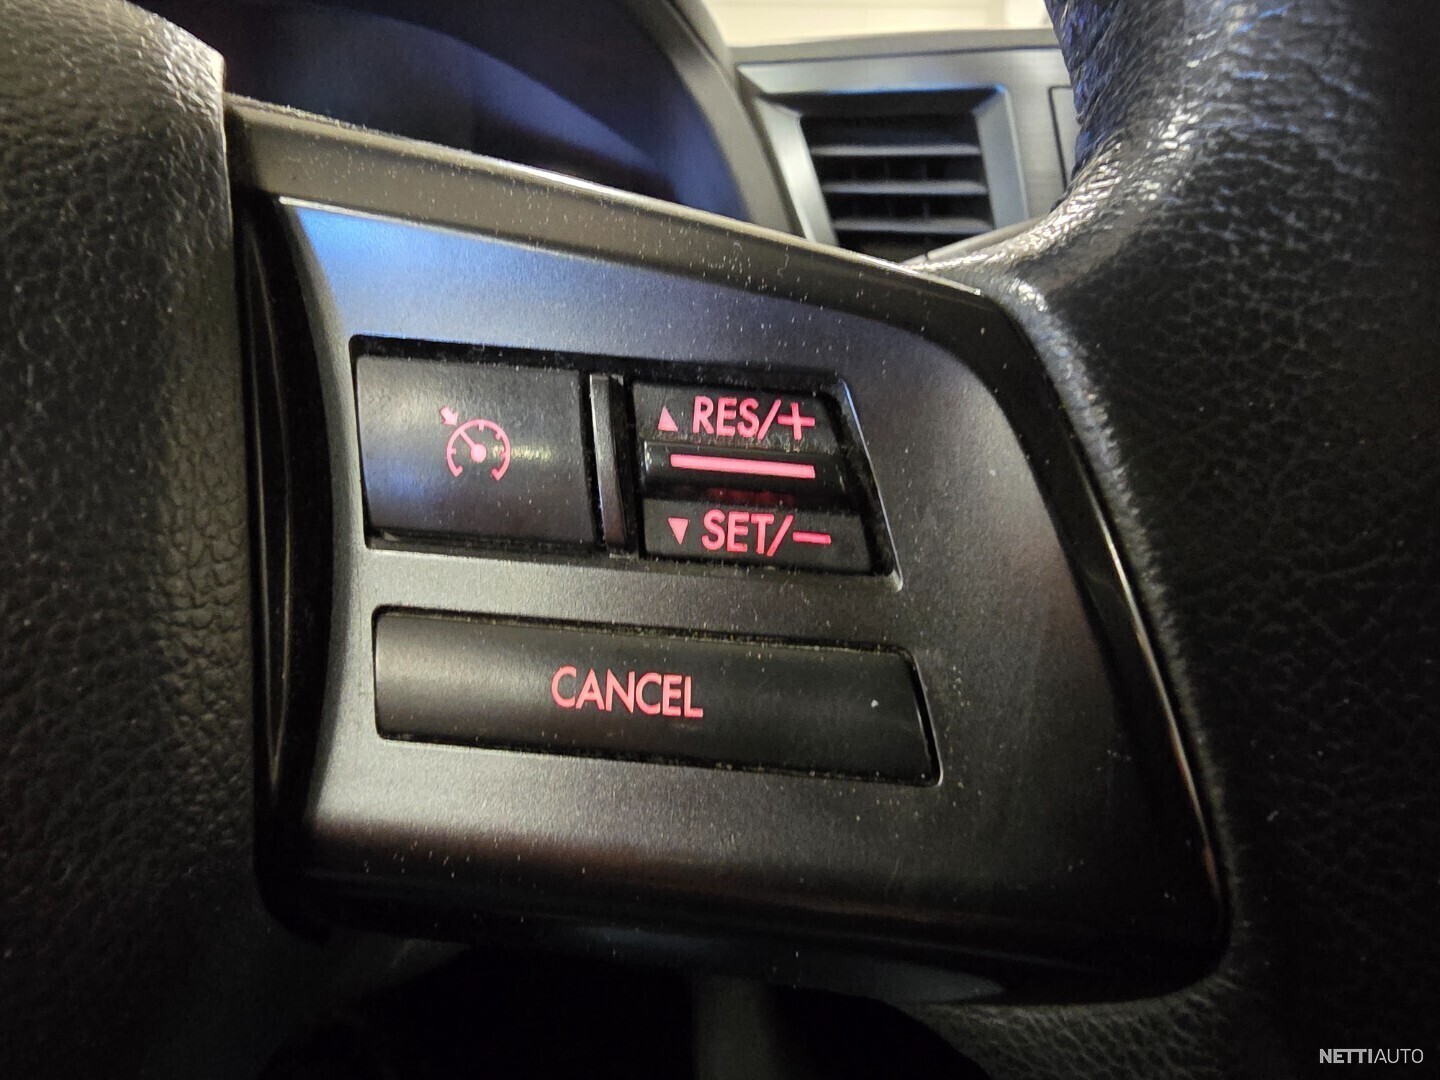 ▲ RES/+
▼ SET/−
CANCEL
NETTIAUTO